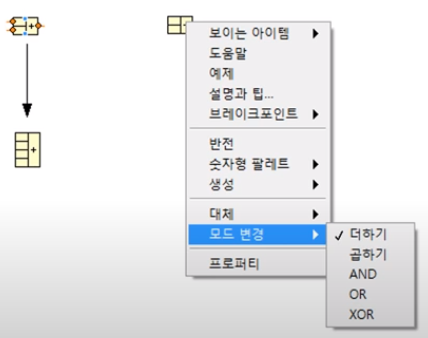 보이는 아이템
도움말
예제
설명과 팁...
브레이크포인트
반전
숫자형 팔레트
생성
대체
모드 변경
프로퍼티
✓ 더하기
곱하기
AND
OR
XOR